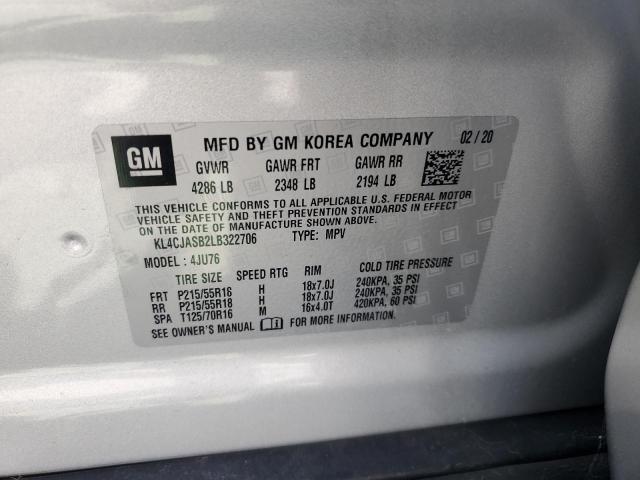 GM
MFD BY GM KOREA COMPANY 02/20
GVWR GAWR FRT GAWR RR
4286 LB 2348 LB 2194 LB
THIS VEHICLE CONFORMS TO ALL APPLICABLE U.S. FEDERAL MOTOR
VEHICLE SAFETY AND THEFT PREVENTION STANDARDS IN EFFECT ON
THE DATE OF MANUFACTURE SHOWN ABOVE.
KL4CJASB2LB322706 TYPE: MPV
MODEL: 4JU76
TIRE SIZE SPEED RTG RIM COLD TIRE PRESSURE
FRT P215/55R18 H 18x7.0J 240KPA, 35 PSI
RR P215/55R18 H 18x7.0J 240KPA, 35 PSI
SPA T125/70R16 M 16x4.0T 420KPA, 60 PSI
SEE OWNER'S MANUAL FOR MORE INFORMATION.